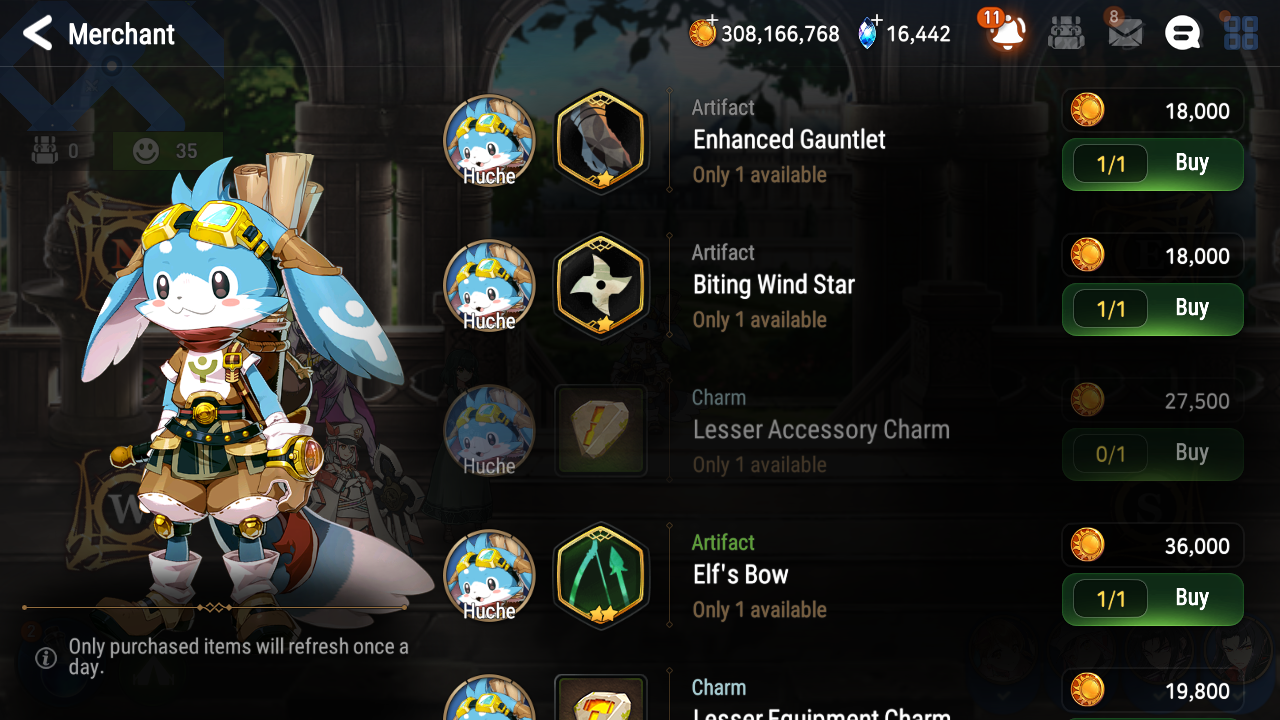 Merchant
308,166,768
16,442
11
8
0
35
Huche
Artifact
Enhanced Gauntlet
Only 1 available
18,000
1/1
Buy
Huche
Artifact
Biting Wind Star
Only 1 available
18,000
1/1
Buy
Huche
Charm
Lesser Accessory Charm
Only 1 available
27,500
0/1
Buy
Huche
Artifact
Elf's Bow
Only 1 available
36,000
1/1
Buy
Charm
Lesser Equipment Charm
19,800
N
W
S
Z
Only purchased items will refresh once a
day.